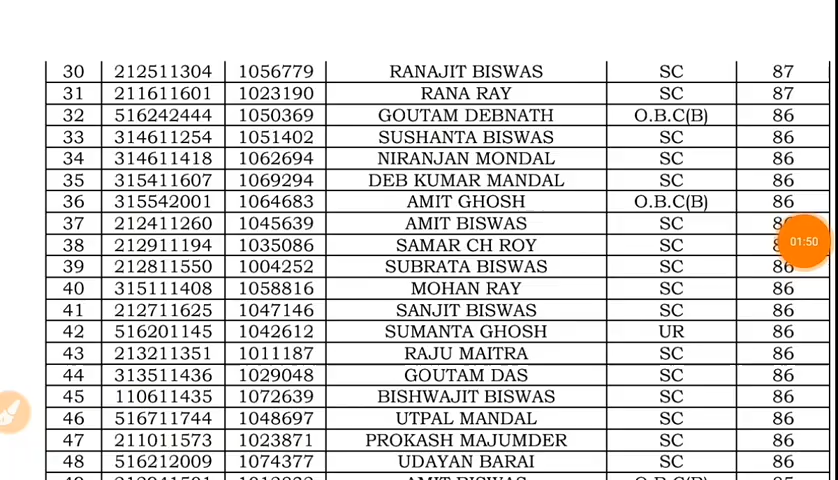 30 212511304 1056779 RANAJIT BISWAS SC 87
31 211611601 1023190 RANA RAY SC 87
32 516242444 1050369 GOUTAM DEBNATH O.B.C(B) 86
33 314611254 1051402 SUSHANTA BISWAS SC 86
34 314611418 1062694 NIRANJAN MONDAL SC 86
35 315411607 1069294 DEB KUMAR MANDAL SC 86
36 315542001 1064683 AMIT GHOSH O.B.C(B) 86
37 212411260 1045639 AMIT BISWAS SC
38 212911194 1035086 SAMAR CH ROY SC
01:50
39 212811550 1004252 SUBRATA BISWAS SC 86
40 315111408 1058816 MOHAN RAY SC 86
41 212711625 1047146 SANJIT BISWAS SC 86
42 516201145 1042612 SUMANTA GHOSH UR 86
43 213211351 1011187 RAJU MAITRA SC 86
44 313511436 1029048 GOUTAM DAS SC 86
45 110611435 1072639 BISHWAJIT BISWAS SC 86
46 516711744 1048697 UTPAL MANDAL SC 86
47 211011573 1023871 PROKASH MAJUMDER SC 86
48 516212009 1074377 UDAYAN BARAI SC 86